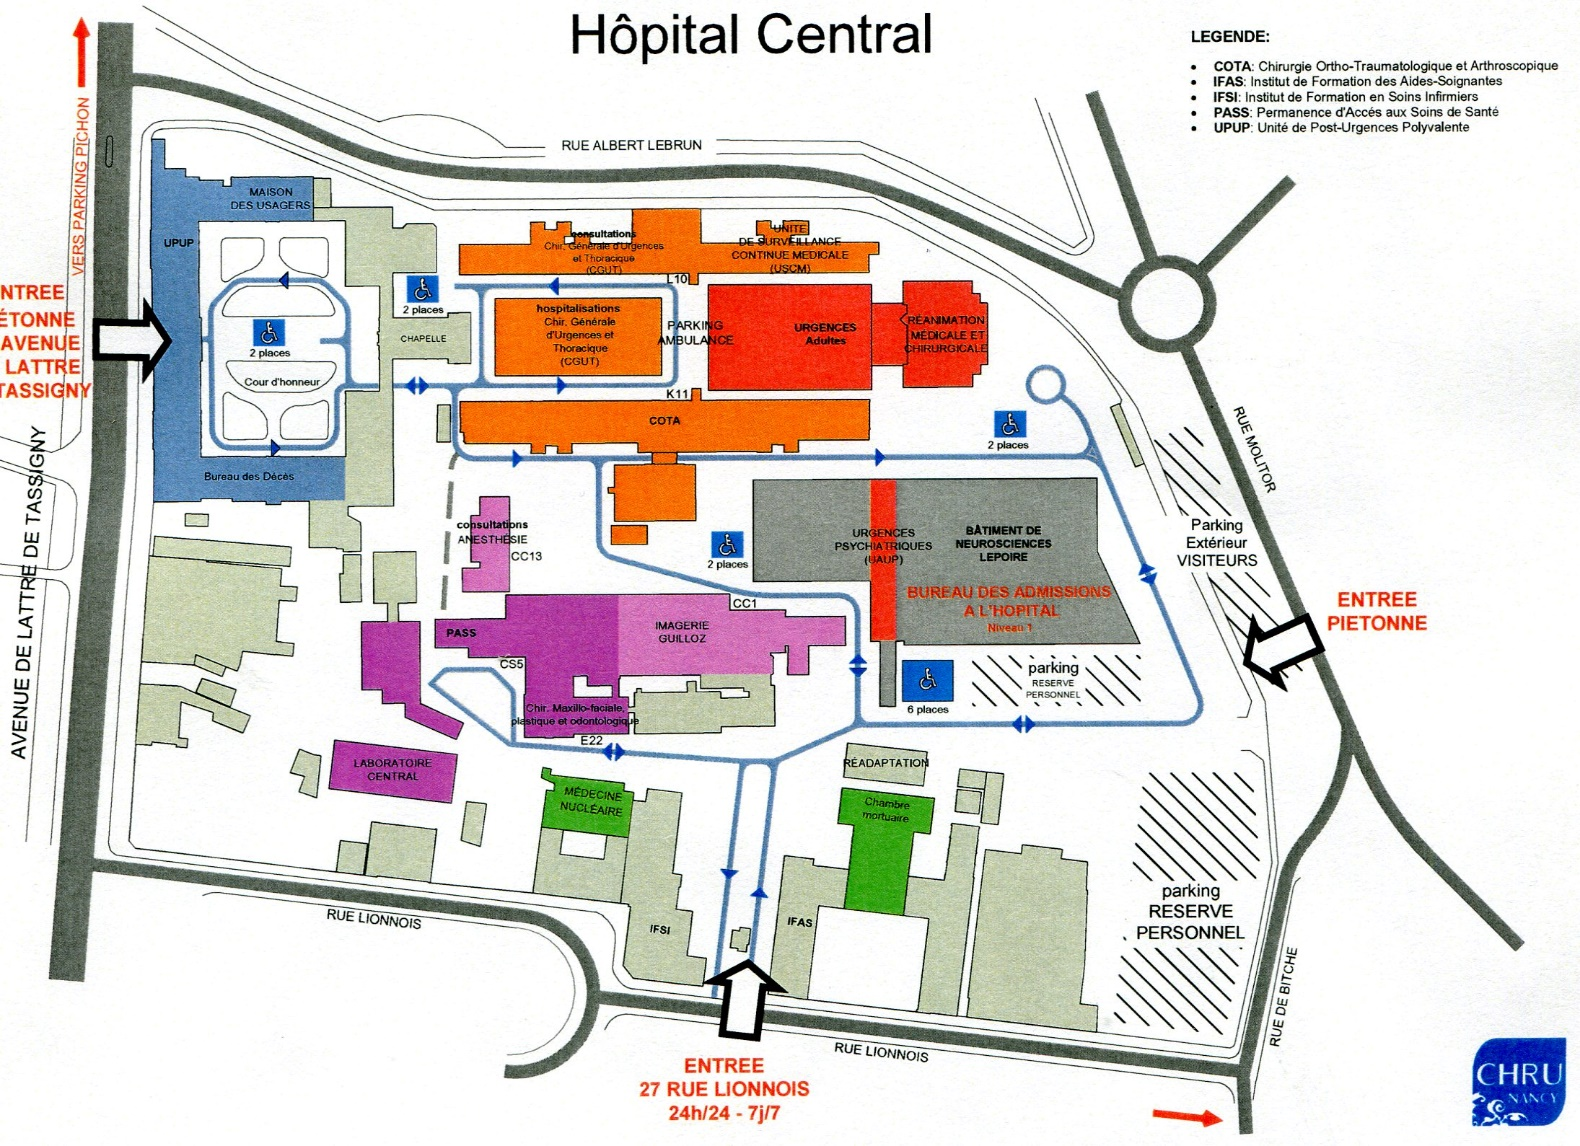 Hôpital Central
LEGENDE:
• COTA: Chirurgie Ortho-Traumatologique et Arthroscopique
• IFAS: Institut de Formation des Aides-Soignantes
• IFSI: Institut de Formation en Soins Infirmiers
• PASS: Permanence d'Accés aux Soins de Santé
• UPUP: Unité de Post-Urgences Polyvalente
VERS PARKING PICHON
RUE ALBERT LEBRUN
MAISON
DES USAGERS
UPUP
consultations
Chir. Générale d'Urgences
et Thoracique
(CGUT)
UNITE
DE SURVEILLANCE
CONTINUE MEDICALE
(USCM)
L10
NTREE
ÉTONNE
AVENUE
LATTRE
TASSIGNY
2 places
2 places
Cour d'honneur
CHAPELLE
hospitalisations
Chir. Générale
d'Urgences et
Thoracique
(CGUT)
PARKING
AMBULANCE
URGENCES
Adultes
RÉANIMATION
MÉDICALE ET
CHIRURGICALE
K11
COTA
2 places
RUE MOLITOR
AVENUE DE LATTRE DE TASSIGNY
Bureau des Décés
consultations
ANESTHÉSIE
CC13
2 places
URGENCES
PSYCHIATRIQUES
(UAUP)
BÂTIMENT DE
NEUROSCIENCES
LEPOIRE
BUREAU DES ADMISSIONS
A L'HOPITAL
Niveau 1
Parking
Extérieur
VISITEURS
ENTREE
PIETONNE
CC1
PASS
IMAGERIE
GUILLOZ
CS5
6 places
parking
RESERVE
PERSONNEL
Chir. Maxillo-faciale,
plastique et odontologique
E22
LABORATOIRE
CENTRAL
MÉDECINE
NUCLÉAIRE
RÉADAPTATION
Chambre
mortuaire
parking
RESERVE
PERSONNEL
IFSI
IFAS
RUE LIONNOIS
RUE DE BITCHE
RUE LIONNOIS
ENTREE
27 RUE LIONNOIS
24h/24 - 7j/7
CHRU
NANCY